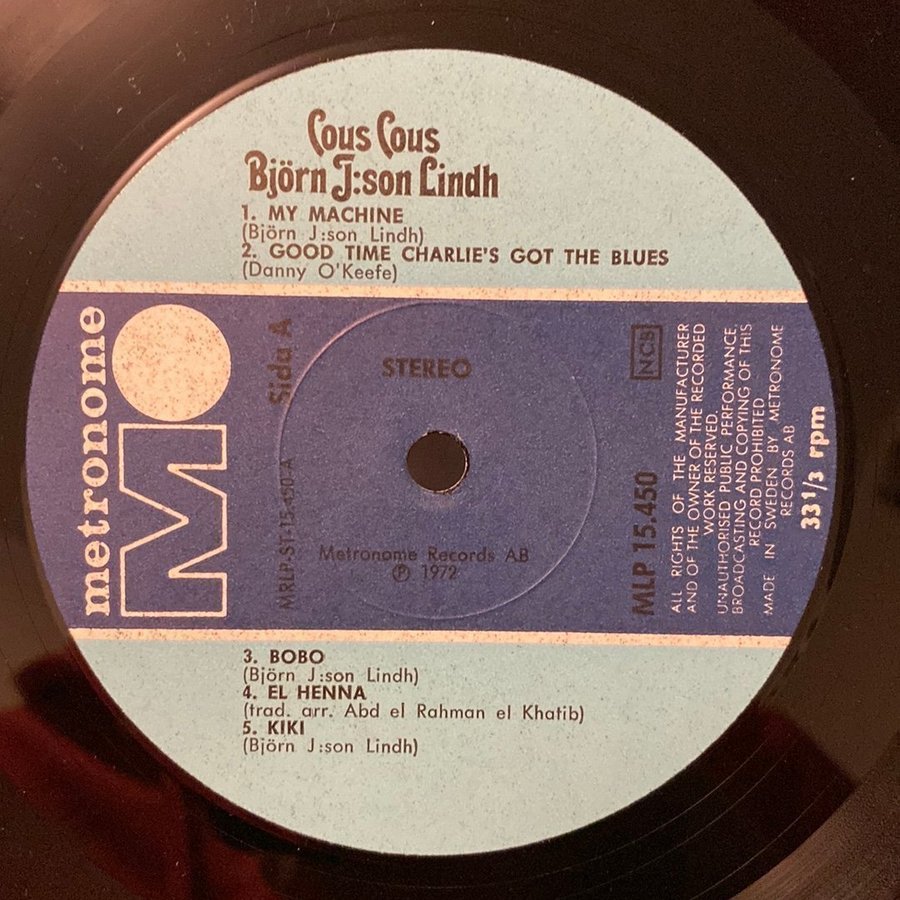 Cous Cous
Björn J:son Lindh
1. MY MACHINE
(Björn J:son Lindh)
2. GOOD TIME CHARLIE'S GOT THE BLUES
(Danny O'Keefe)
metronome
M
Sida A
MRLP-ST-15-450-A
STEREO
Metronome Records AB
℗ 1972
NCB
MLP 15.450
ALL RIGHTS OF THE MANUFACTURER
AND OF THE OWNER OF THE RECORDED
WORK RESERVED.
UNAUTHORISED PUBLIC PERFORMANCE,
BROADCASTING AND COPYING OF THIS
RECORD PROHIBITED
MADE IN SWEDEN BY METRONOME
RECORDS AB
33 1/3 rpm
3. BOBO
(Björn J:son Lindh)
4. EL HENNA
(trad. arr. Abd el Rahman el Khatib)
5. KIKI
(Björn J:son Lindh)